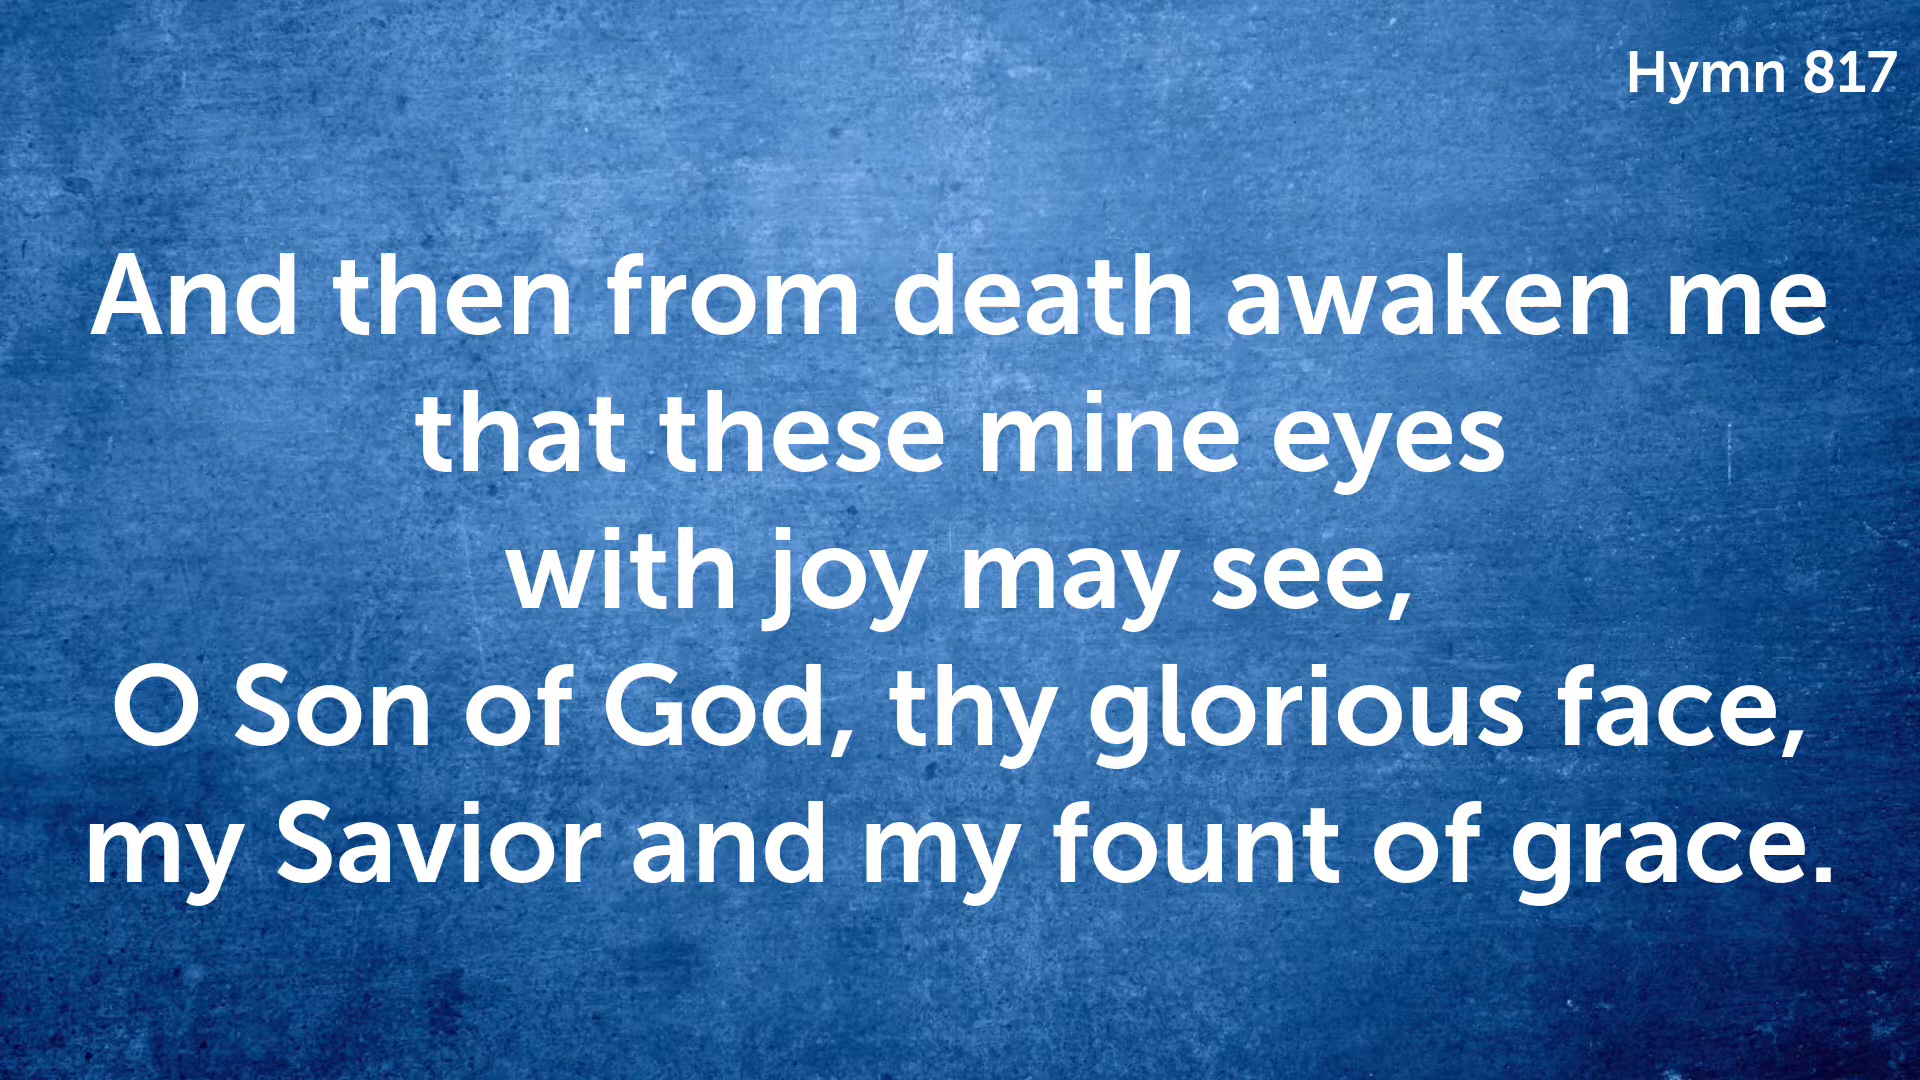 Hymn 817
And then from death awaken me
that these mine eyes
with joy may see,
O Son of God, thy glorious face,
my Savior and my fount of grace.